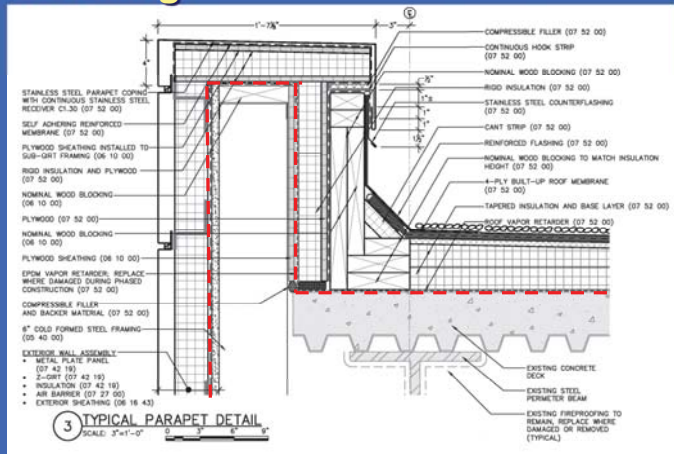 1'-7⅞"
3"
4"
STAINLESS STEEL PARAPET COPING
WITH CONTINUOUS STAINLESS STEEL
RECEIVER C1.30 (07 52 00)
SELF ADHERING REINFORCED
MEMBRANE (07 52 00)
PLYWOOD SHEATHING INSTALLED TO
SUB-GIRT FRAMING (06 10 00)
RIGID INSULATION AND PLYWOOD
(07 52 00)
NOMINAL WOOD BLOCKING
(06 10 00)
PLYWOOD (07 52 00)
NOMINAL WOOD BLOCKING
(06 10 00)
PLYWOOD SHEATHING (06 10 00)
EPDM VAPOR RETARDER; REPLACE
WHERE DAMAGED DURING PHASED
CONSTRUCTION (07 52 00)
COMPRESSIBLE FILLER
AND BACKER MATERIAL (07 52 00)
6" COLD FORMED STEEL FRAMING
(05 40 00)
EXTERIOR WALL ASSEMBLY
• METAL PLATE PANEL
(07 42 19)
• Z-GIRT (07 42 19)
• INSULATION (07 42 19)
• AIR BARRIER (07 27 00)
• EXTERIOR SHEATHING (06 16 43)
COMPRESSIBLE FILLER (07 52 00)
CONTINUOUS HOOK STRIP
(07 52 00)
NOMINAL WOOD BLOCKING (07 52 00)
RIGID INSULATION (07 52 00)
STAINLESS STEEL COUNTERFLASHING
(07 52 00)
CANT STRIP (07 52 00)
REINFORCED FLASHING (07 52 00)
NOMINAL WOOD BLOCKING TO MATCH INSULATION
HEIGHT (07 52 00)
4-PLY BUILT-UP ROOF MEMBRANE
(07 52 00)
TAPERED INSULATION AND BASE LAYER (07 52 00)
ROOF VAPOR RETARDER (07 52 00)
EXISTING CONCRETE
DECK
EXISTING STEEL
PERIMETER BEAM
EXISTING FIREPROOFING TO
REMAIN, REPLACE WHERE
DAMAGED OR REMOVED
(TYPICAL)
3 TYPICAL PARAPET DETAIL
SCALE: 3"=1'-0"
0 3" 6" 9"